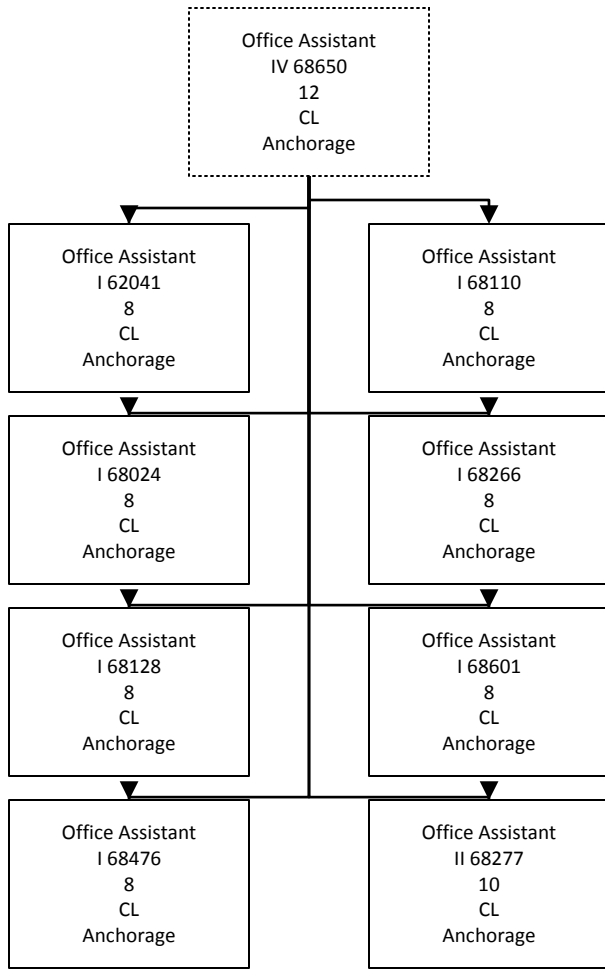 Office Assistant
IV 68650
12
CL
Anchorage
Office Assistant
I 62041
8
CL
Anchorage
Office Assistant
I 68110
8
CL
Anchorage
Office Assistant
I 68024
8
CL
Anchorage
Office Assistant
I 68266
8
CL
Anchorage
Office Assistant
I 68128
8
CL
Anchorage
Office Assistant
I 68601
8
CL
Anchorage
Office Assistant
I 68476
8
CL
Anchorage
Office Assistant
II 68277
10
CL
Anchorage